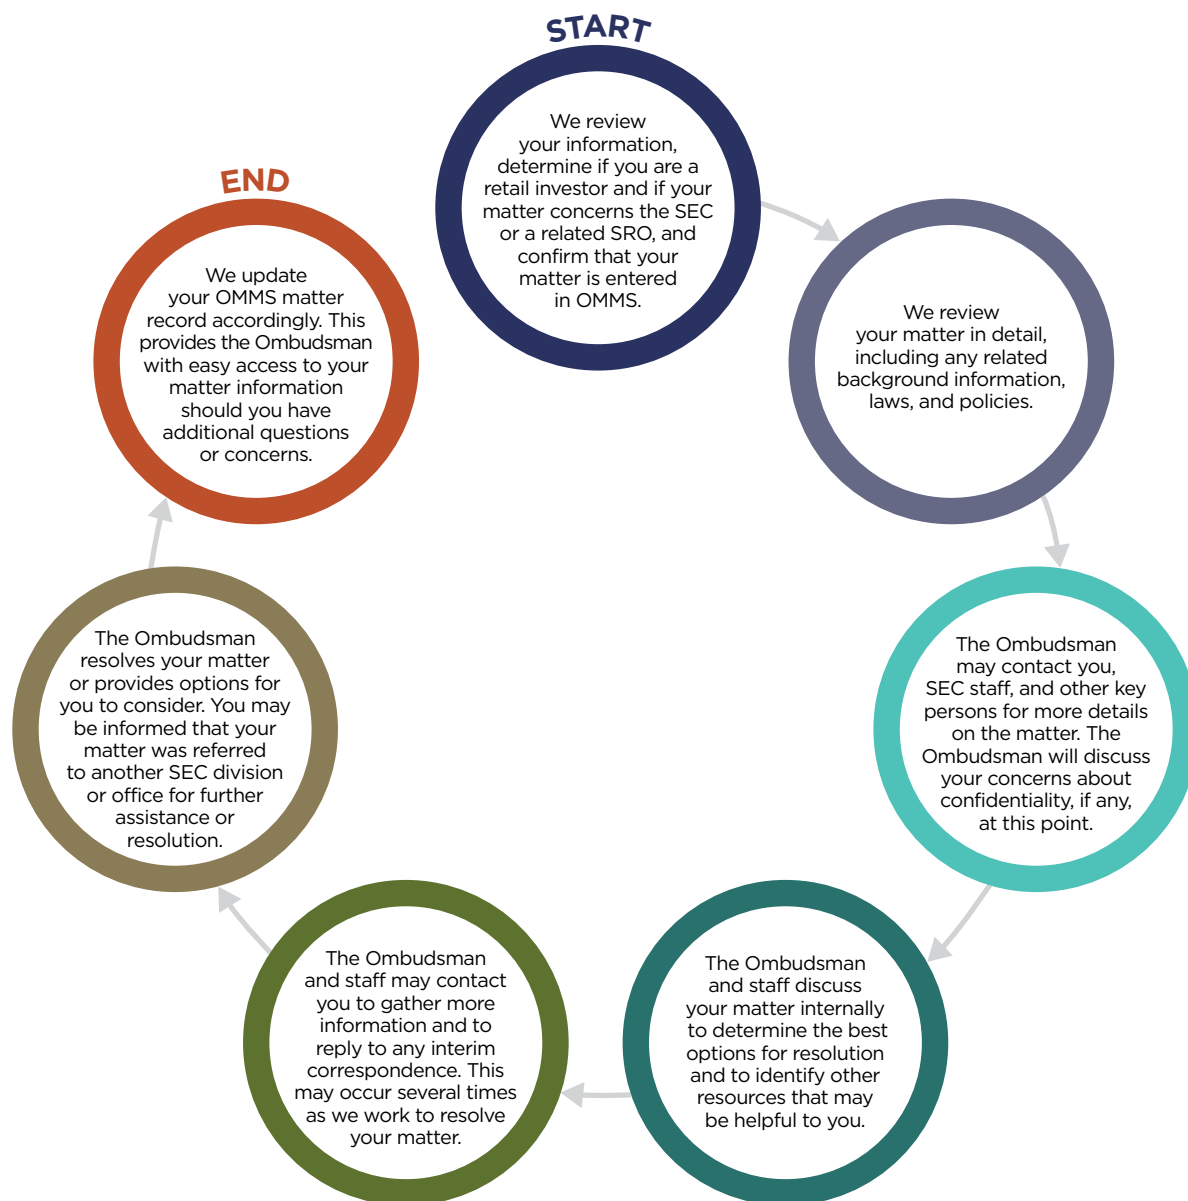 START
We review
your information,
determine if you are a
retail investor and if your
matter concerns the SEC
or a related SRO, and
confirm that your
matter is entered
in OMMS.
We review
your matter in detail,
including any related
background information,
laws, and policies.
The Ombudsman
may contact you,
SEC staff, and other key
persons for more details
on the matter. The
Ombudsman will discuss
your concerns about
confidentiality, if any,
at this point.
The Ombudsman
and staff discuss
your matter internally
to determine the best
options for resolution
and to identify other
resources that may
be helpful to you.
The Ombudsman
and staff may contact
you to gather more
information and to
reply to any interim
correspondence. This
may occur several times
as we work to resolve
your matter.
The Ombudsman
resolves your matter
or provides options for
you to consider. You may
be informed that your
matter was referred
to another SEC division
or office for further
assistance or
resolution.
END
We update
your OMMS matter
record accordingly. This
provides the Ombudsman
with easy access to your
matter information
should you have
additional questions
or concerns.